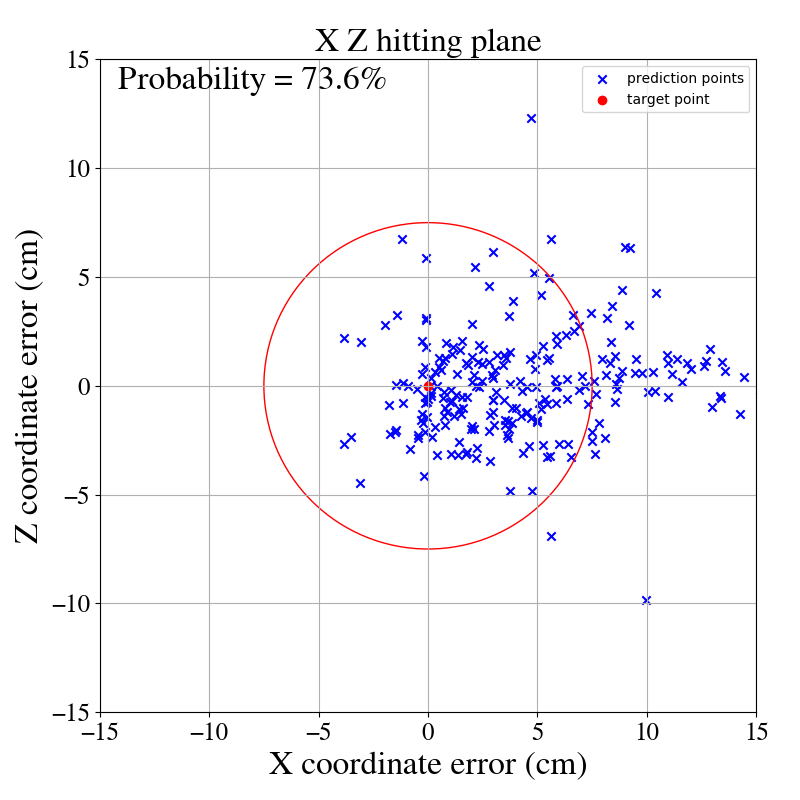 X Z hitting plane
Probability = 73.6%
prediction points
target point
15
10
5
0
−5
−10
−15
−15
−10
−5
0
5
10
15
Z coordinate error (cm)
X coordinate error (cm)